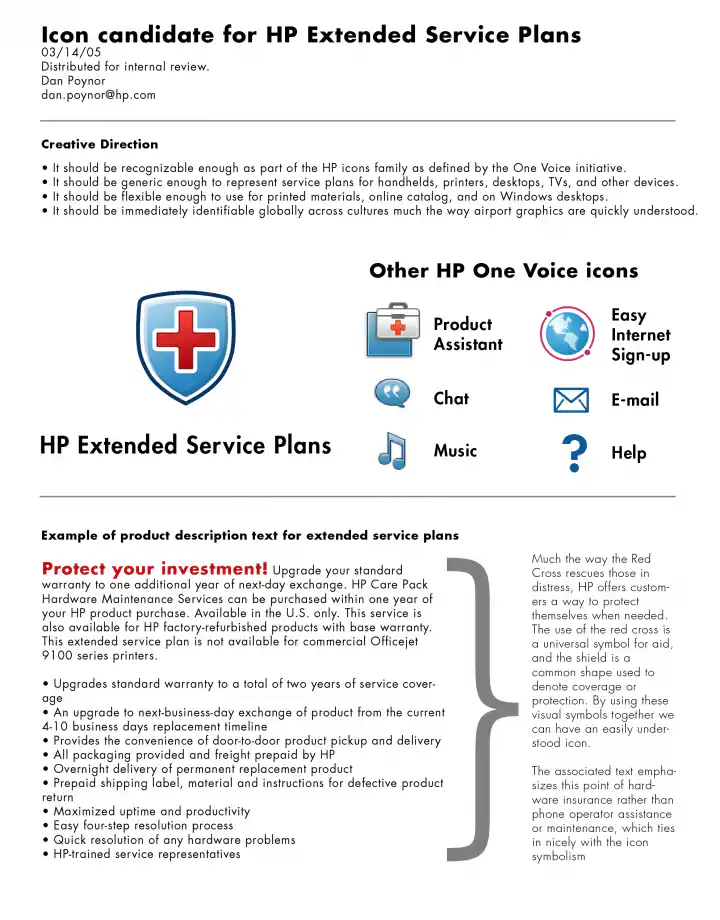 Icon candidate for HP Extended Service Plans
03/14/05
Distributed for internal review.
Dan Poynor
dan.poynor@hp.com
Creative Direction
• It should be recognizable enough as part of the HP icons family as defined by the One Voice initiative.
• It should be generic enough to represent service plans for handhelds, printers, desktops, TVs, and other devices.
• It should be flexible enough to use for printed materials, online catalog, and on Windows desktops.
• It should be immediately identifiable globally across cultures much the way airport graphics are quickly understood.
HP Extended Service Plans
Other HP One Voice icons
Product
Assistant
Easy
Internet
Sign-up
Chat
E-mail
Music
Help
Example of product description text for extended service plans
Protect your investment! Upgrade your standard
warranty to one additional year of next-day exchange. HP Care Pack
Hardware Maintenance Services can be purchased within one year of
your HP product purchase. Available in the U.S. only. This service is
also available for HP factory-refurbished products with base warranty.
This extended service plan is not available for commercial Officejet
9100 series printers.
• Upgrades standard warranty to a total of two years of service cover-
age
• An upgrade to next-business-day exchange of product from the current
4-10 business days replacement timeline
• Provides the convenience of door-to-door product pickup and delivery
• All packaging provided and freight prepaid by HP
• Overnight delivery of permanent replacement product
• Prepaid shipping label, material and instructions for defective product
return
• Maximized uptime and productivity
• Easy four-step resolution process
• Quick resolution of any hardware problems
• HP-trained service representatives
Much the way the Red
Cross rescues those in
distress, HP offers custom-
ers a way to protect
themselves when needed.
The use of the red cross is
a universal symbol for aid,
and the shield is a
common shape used to
denote coverage or
protection. By using these
visual symbols together we
can have an easily under-
stood icon.
The associated text empha-
sizes this point of hard-
ware insurance rather than
phone operator assistance
or maintenance, which ties
in nicely with the icon
symbolism